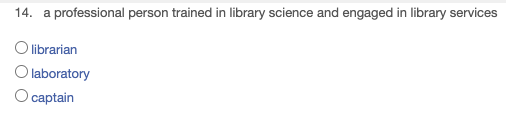 14. a professional person trained in library science and engaged in library services
librarian
laboratory
captain